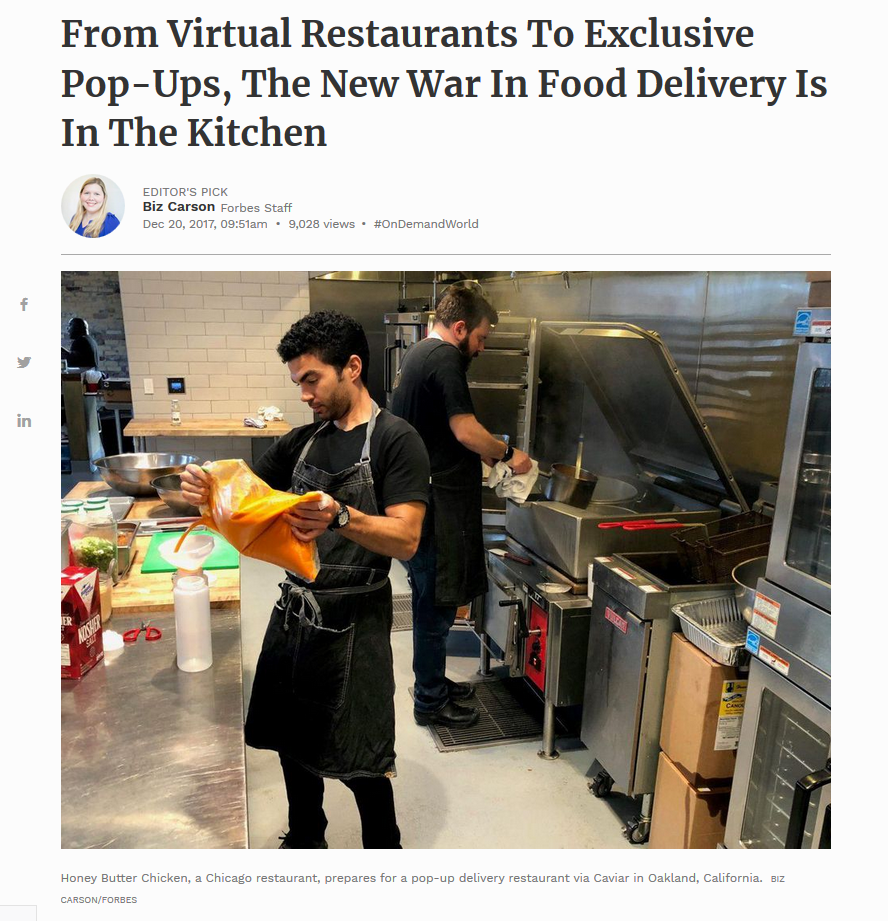 From Virtual Restaurants To Exclusive
Pop-Ups, The New War In Food Delivery Is
In The Kitchen
EDITOR'S PICK
Biz Carson Forbes Staff
Dec 20, 2017, 09:51am • 9,028 views • #OnDemandWorld
f
in
KOSHER
SALT
Honey Butter Chicken, a Chicago restaurant, prepares for a pop-up delivery restaurant via Caviar in Oakland, California. BIZ
CARSON/FORBES